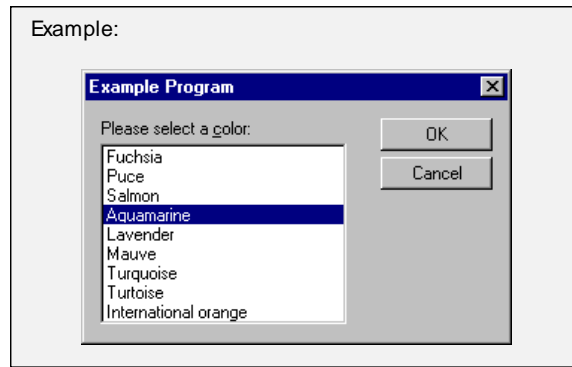 Example:
Example Program
Please select a color:
OK
Cancel
Fuchsia
Puce
Salmon
Aquamarine
Lavender
Mauve
Turquoise
Turtoise
International orange